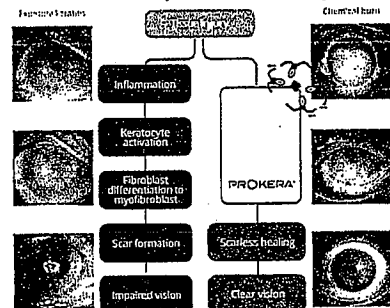 Chemical burn
Inflammation
Keratocyte
activation
Fibroblast
differentiation to
myofibroblast
PROKERA®
Scar formation
Scarless healing
Impaired vision
Clear vision